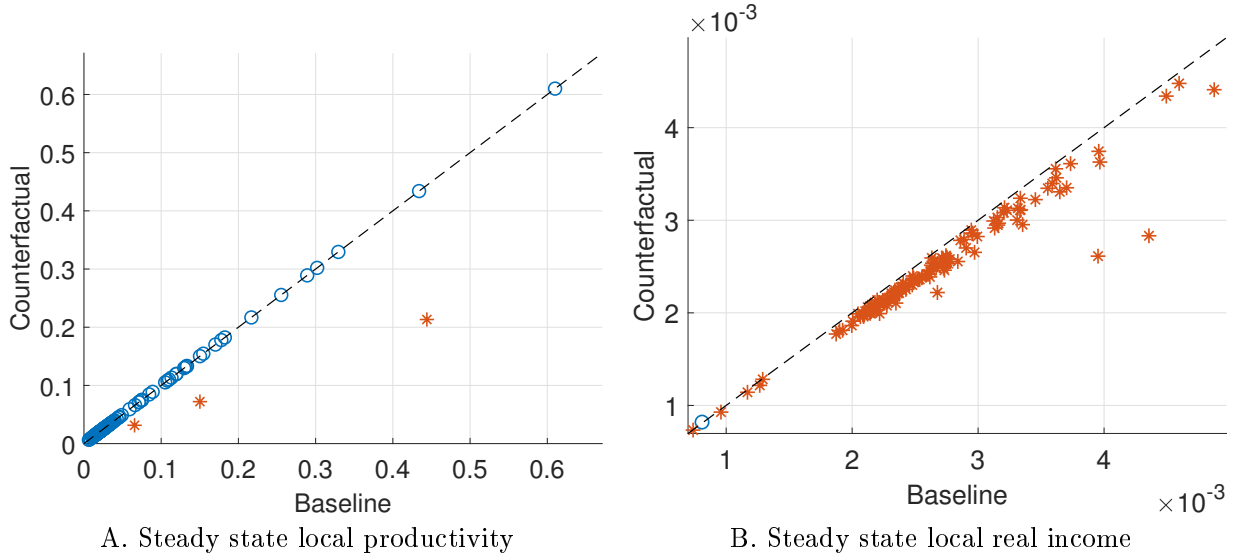 Counterfactual
0.6
0.5
0.4
0.3
0.2
0.1
0
0 0.1 0.2 0.3 0.4 0.5 0.6
Baseline
A. Steady state local productivity
×10⁻³
Counterfactual
4
3
2
1
1 2 3 4
Baseline
×10⁻³
B. Steady state local real income